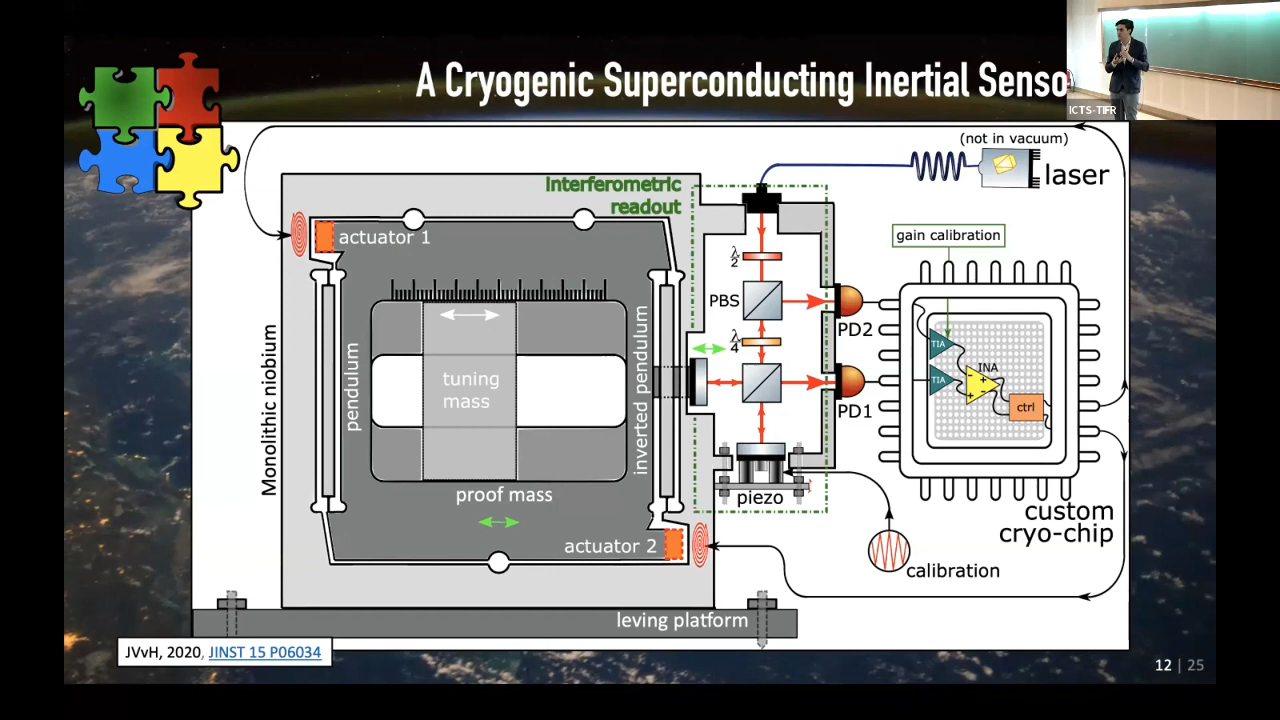 A Cryogenic Superconducting Inertial Senso
ICTS-TIFR
(not in vacuum)
laser
interferometric
readout
actuator 1
gain calibration
λ
2
PBS
PD2
λ
4
TIA
TIA
INA
ctrl
PD1
Monolithic niobium
pendulum
tuning
mass
inverted pendulum
proof mass
piezo
custom
cryo-chip
actuator 2
calibration
leving platform
JVvH, 2020, JINST 15 P06034
12 | 25